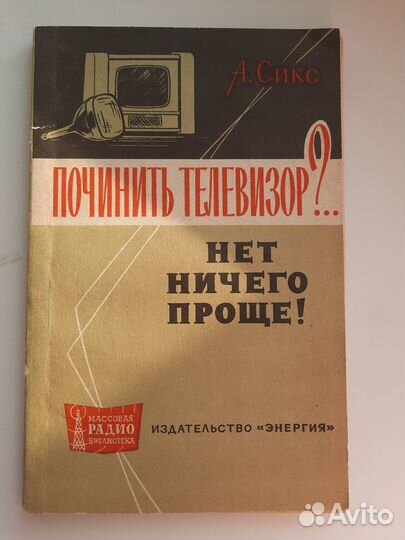 А. Сикс
ПОЧИНИТЬ ТЕЛЕВИЗОР?..
НЕТ
НИЧЕГО
ПРОЩЕ!
МАССОВАЯ
РАДИО
БИБЛИОТЕКА
ИЗДАТЕЛЬСТВО «ЭНЕРГИЯ»
Avito